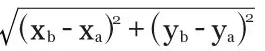 √(x_b - x_a)² + (y_b - y_a)²